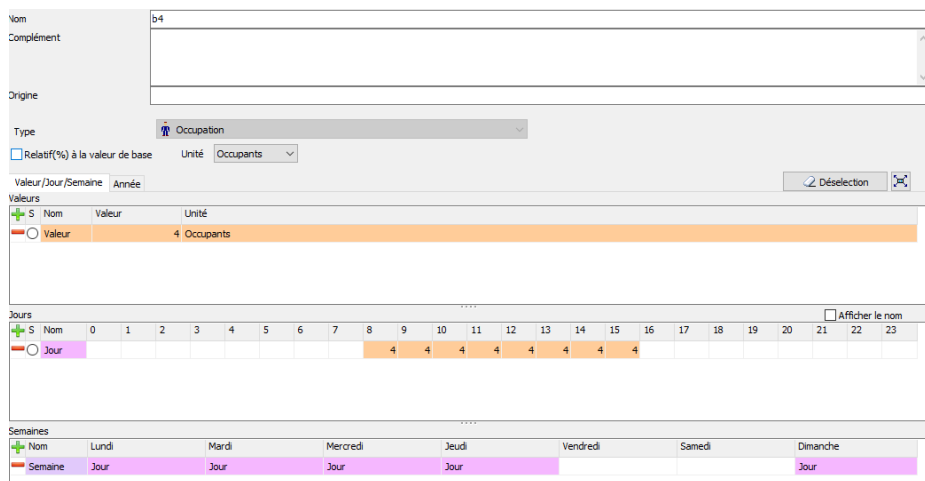 Nom b4
Complément
Origine
Type Occupation
Relatif(%) à la valeur de base Unité Occupants
Valeur/Jour/Semaine Année Déselection
Valeurs
S Nom Valeur Unité
Valeur 4 Occupants
Jours Afficher le nom
S Nom 0 1 2 3 4 5 6 7 8 9 10 11 12 13 14 15 16 17 18 19 20 21 22 23
Jour 4 4 4 4 4 4 4 4
Semaines
Nom Lundi Mardi Mercredi Jeudi Vendredi Samedi Dimanche
Semaine Jour Jour Jour Jour Jour